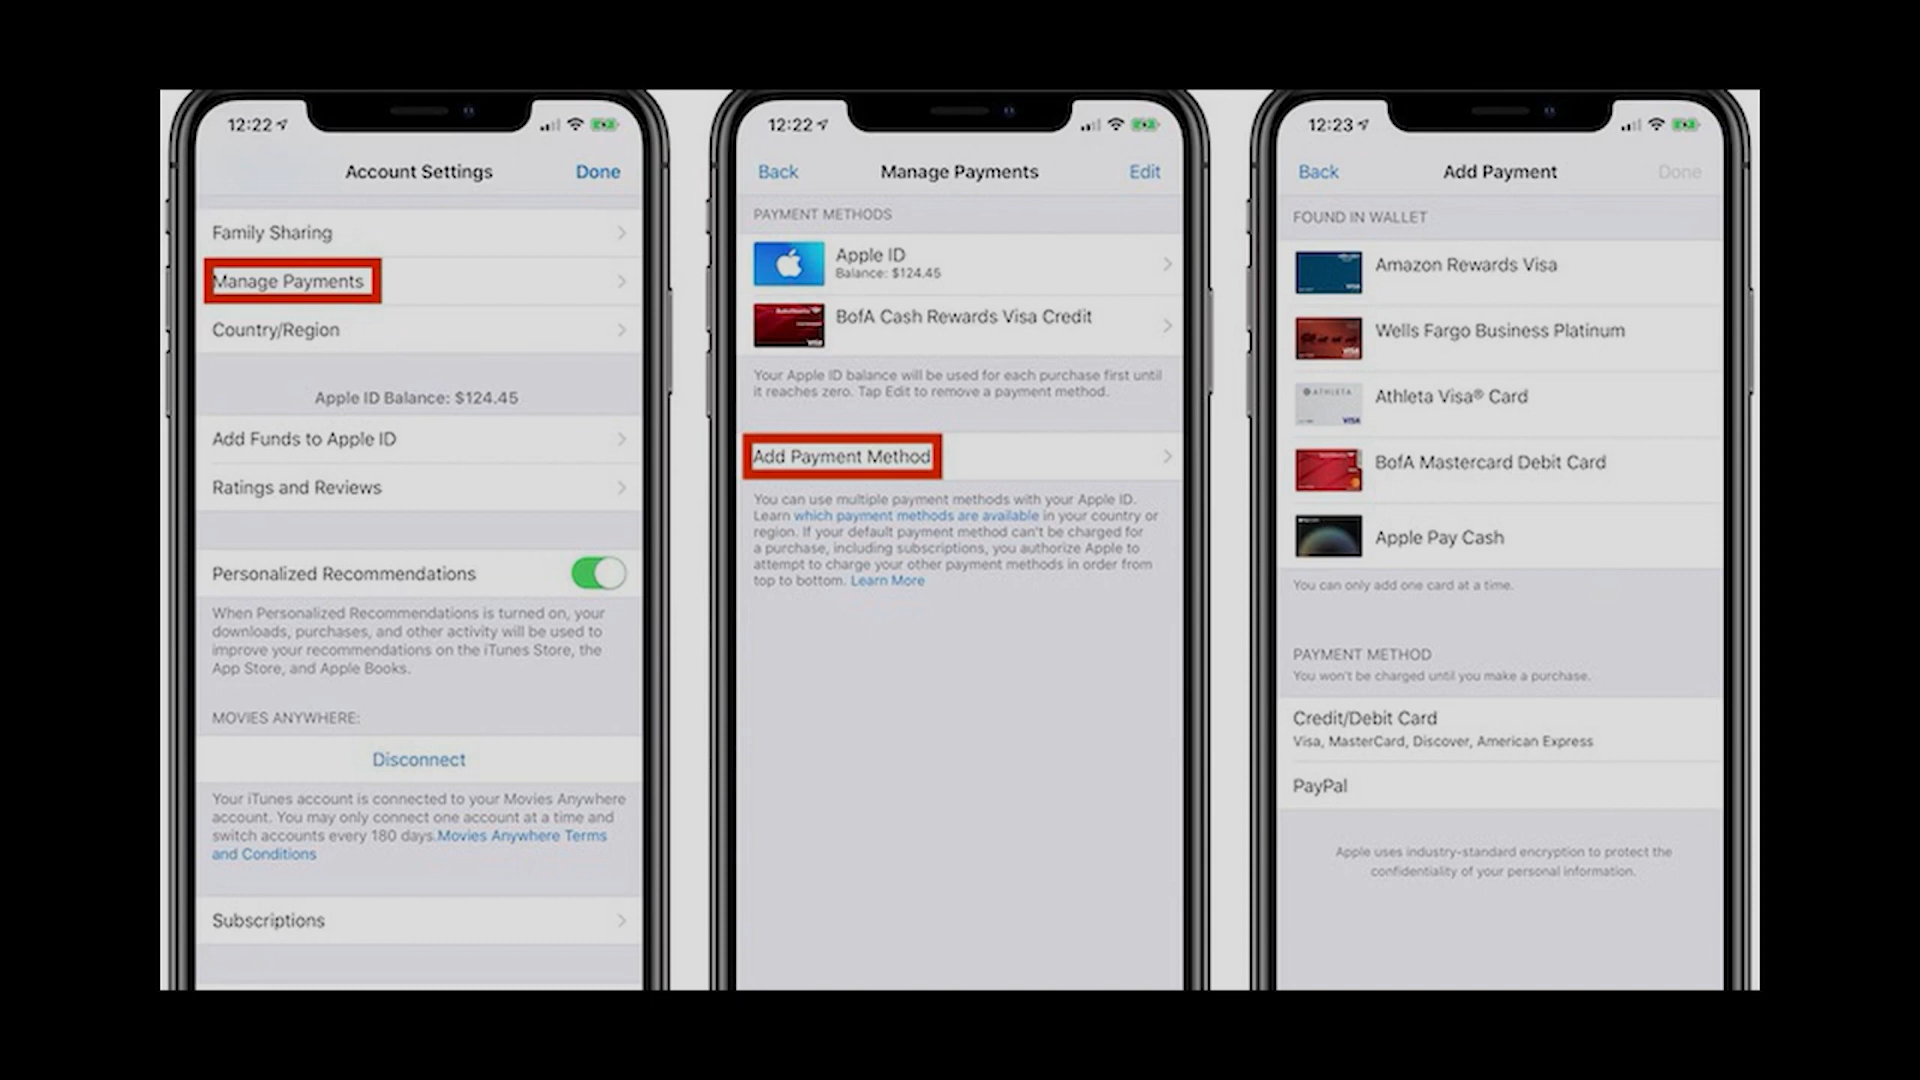 12:22
Account Settings
Done
Family Sharing
Manage Payments
Country/Region
Apple ID Balance: $124.45
Add Funds to Apple ID
Ratings and Reviews
Personalized Recommendations
When Personalized Recommendations is turned on, your
downloads, purchases, and other activity will be used to
improve your recommendations on the iTunes Store, the
App Store, and Apple Books.
MOVIES ANYWHERE:
Disconnect
Your iTunes account is connected to your Movies Anywhere
account. You may only connect one account at a time and
switch accounts every 180 days.Movies Anywhere Terms
and Conditions
Subscriptions
12:22
Back
Manage Payments
Edit
PAYMENT METHODS
Apple ID
Balance: $124.45
BofA Cash Rewards Visa Credit
VISA
Your Apple ID balance will be used for each purchase first until
it reaches zero. Tap Edit to remove a payment method.
Add Payment Method
You can use multiple payment methods with your Apple ID.
Learn which payment methods are available in your country or
region. If your default payment method can't be charged for
a purchase, including subscriptions, you authorize Apple to
attempt to charge your other payment methods in order from
top to bottom. Learn More
12:23
Back
Add Payment
Done
FOUND IN WALLET
Amazon Rewards Visa
VISA
Wells Fargo Business Platinum
VISA
Athleta Visa® Card
ATHLETA
VISA
BofA Mastercard Debit Card
Apple Pay Cash
You can only add one card at a time.
PAYMENT METHOD
You won't be charged until you make a purchase.
Credit/Debit Card
Visa, MasterCard, Discover, American Express
PayPal
Apple uses industry-standard encryption to protect the
confidentiality of your personal information.